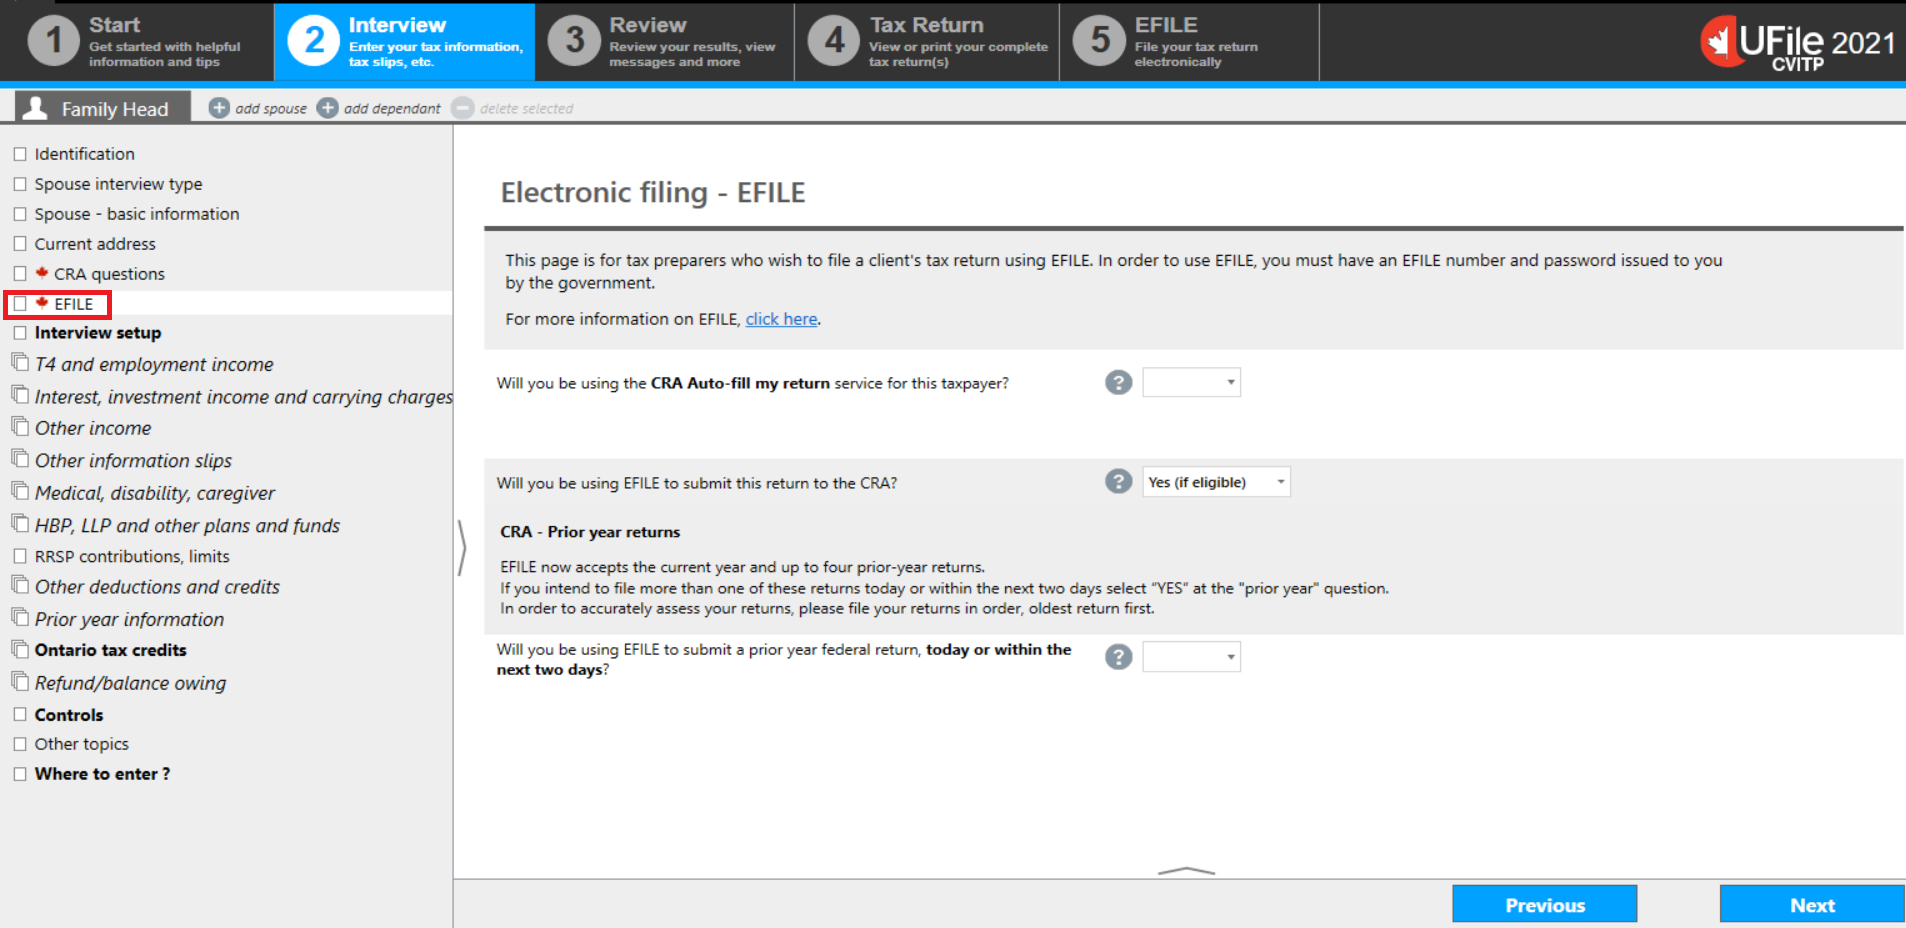 1
Start
Get started with helpful
information and tips
2
Interview
Enter your tax information,
tax slips, etc.
3
Review
Review your results, view
messages and more
4
Tax Return
View or print your complete
tax return(s)
5
EFILE
File your tax return
electronically
UFile 2021
CVITP
Family Head
add spouse
add dependant
delete selected
Identification
Spouse interview type
Spouse - basic information
Current address
CRA questions
EFILE
Interview setup
T4 and employment income
Interest, investment income and carrying charges
Other income
Other information slips
Medical, disability, caregiver
HBP, LLP and other plans and funds
RRSP contributions, limits
Other deductions and credits
Prior year information
Ontario tax credits
Refund/balance owing
Controls
Other topics
Where to enter ?
Electronic filing - EFILE
This page is for tax preparers who wish to file a client's tax return using EFILE. In order to use EFILE, you must have an EFILE number and password issued to you
by the government.
For more information on EFILE, click here.
Will you be using the CRA Auto-fill my return service for this taxpayer?
?
Will you be using EFILE to submit this return to the CRA?
?
Yes (if eligible)
CRA - Prior year returns
EFILE now accepts the current year and up to four prior-year returns.
If you intend to file more than one of these returns today or within the next two days select “YES” at the "prior year" question.
In order to accurately assess your returns, please file your returns in order, oldest return first.
Will you be using EFILE to submit a prior year federal return, today or within the
next two days?
?
Previous
Next